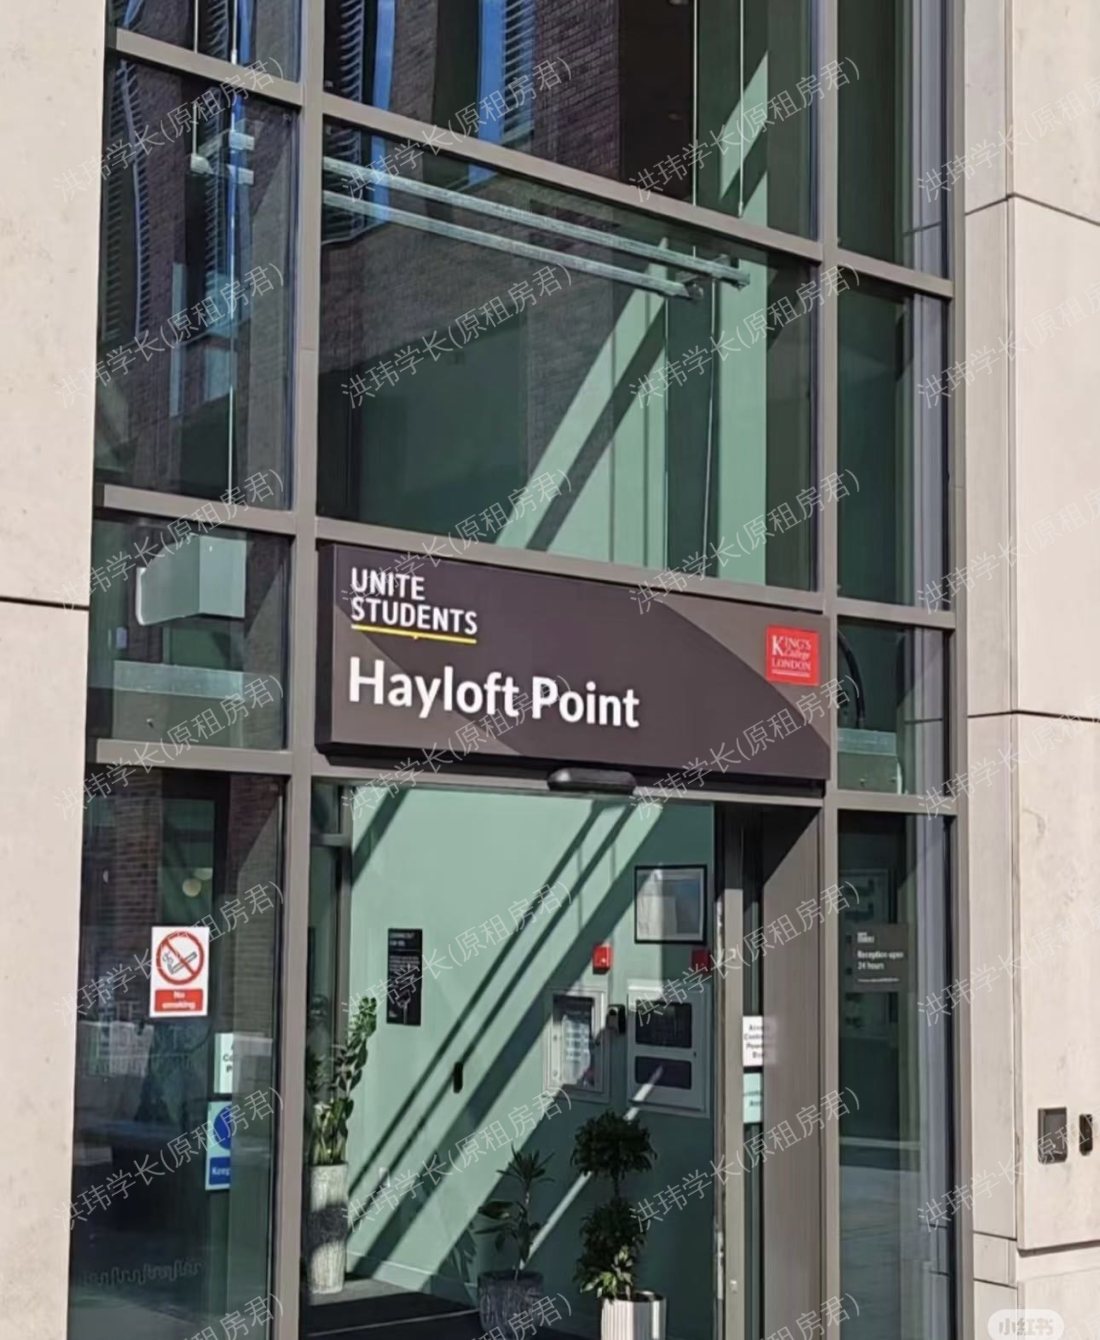 UNITE
STUDENTS
Hayloft Point
KING'S
College
LONDON
No
smoking
Reception open
24 hours
Keep
洪玮学长(原租房君)
小红书